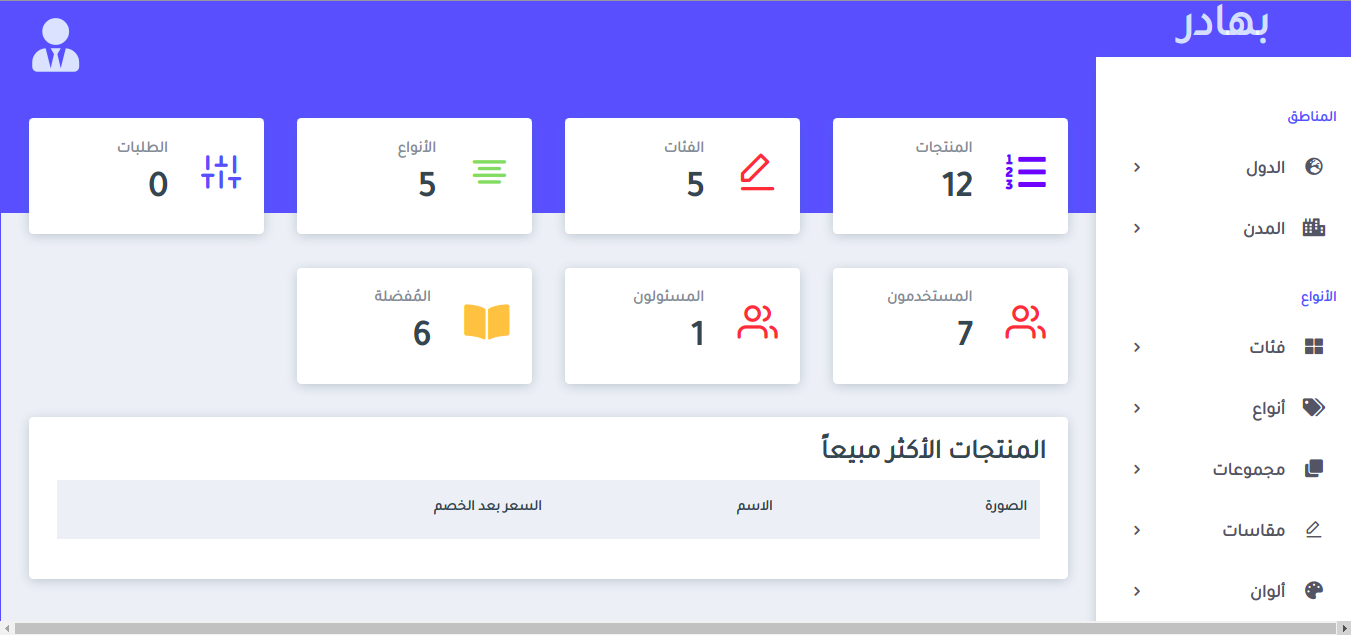 بهادر
المناطق
الدول
المدن
الأنواع
فئات
أنواع
مجموعات
مقاسات
ألوان
المنتجات
12
الفئات
5
الأنواع
5
الطلبات
0
المستخدمون
7
المسئولون
1
المُفضلة
6
المنتجات الأكثر مبيعاً
الصورة الاسم السعر بعد الخصم